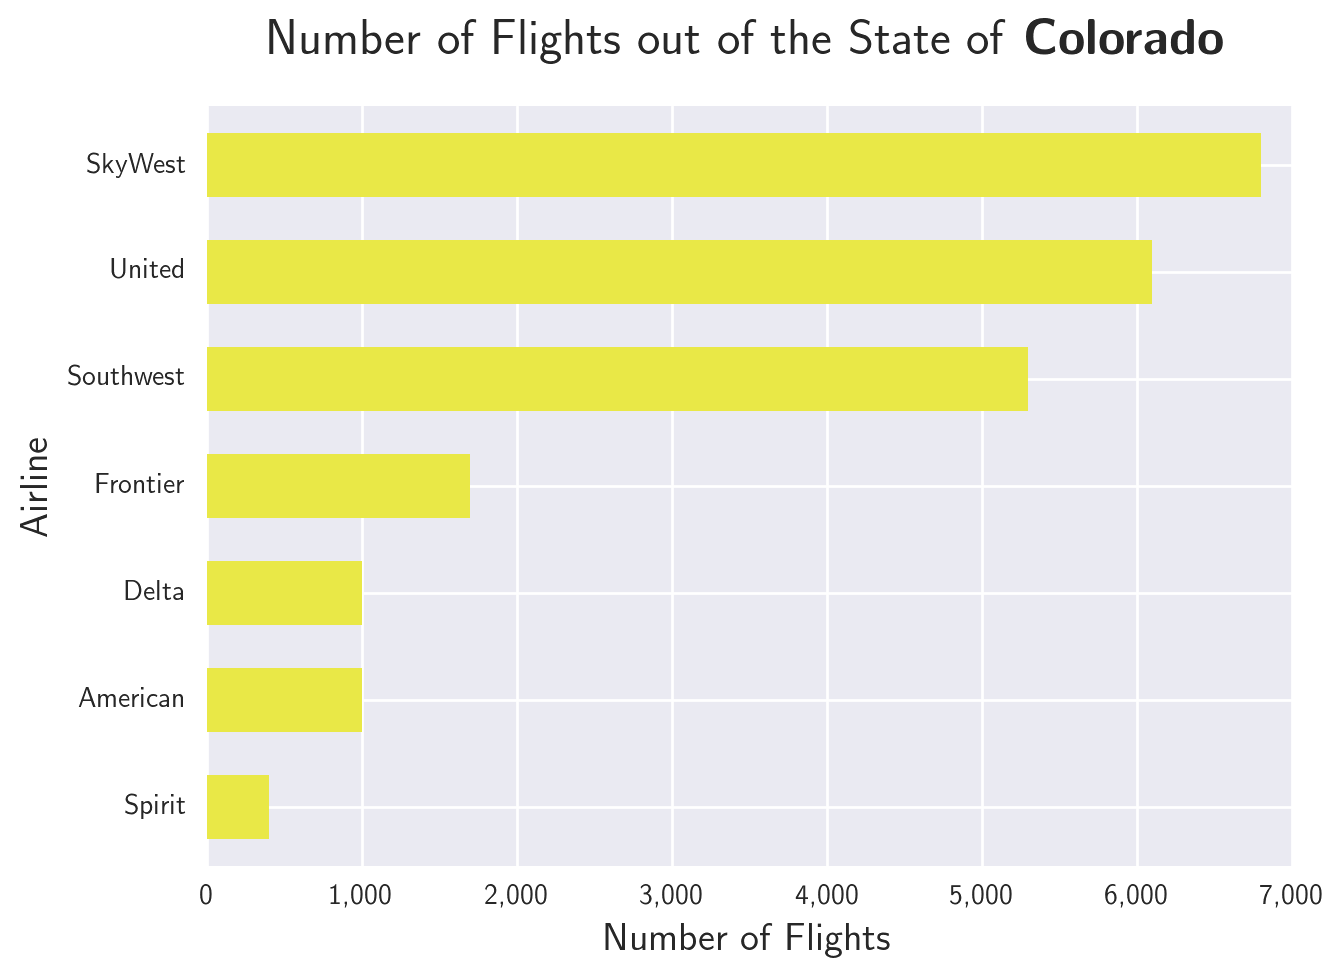 Number of Flights out of the State of Colorado
SkyWest
United
Southwest
Frontier
Delta
American
Spirit
Airline
0 1,000 2,000 3,000 4,000 5,000 6,000 7,000
Number of Flights